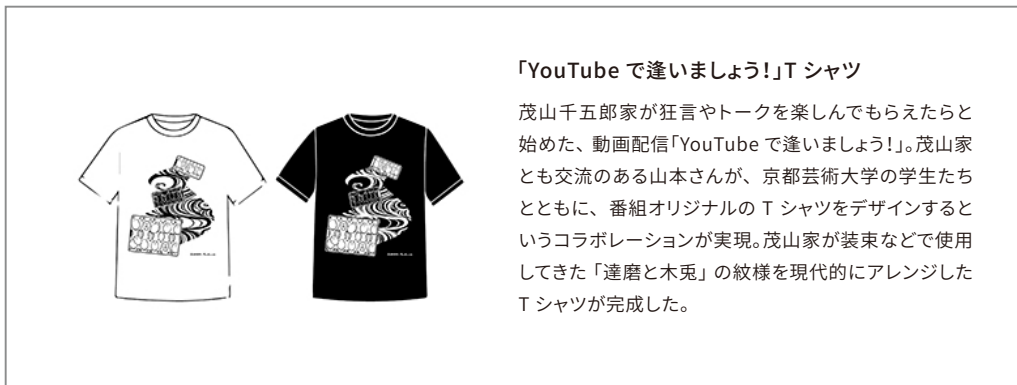 「YouTube で逢いましょう！」T シャツ
茂山千五郎家が狂言やトークを楽しんでもらえたらと
始めた、動画配信「YouTube で逢いましょう！」。茂山家
とも交流のある山本さんが、京都芸術大学の学生たち
とともに、番組オリジナルの T シャツをデザインすると
いうコラボレーションが実現。茂山家が装束などで使用
してきた「達磨と木兎」の紋様を現代的にアレンジした
T シャツが完成した。